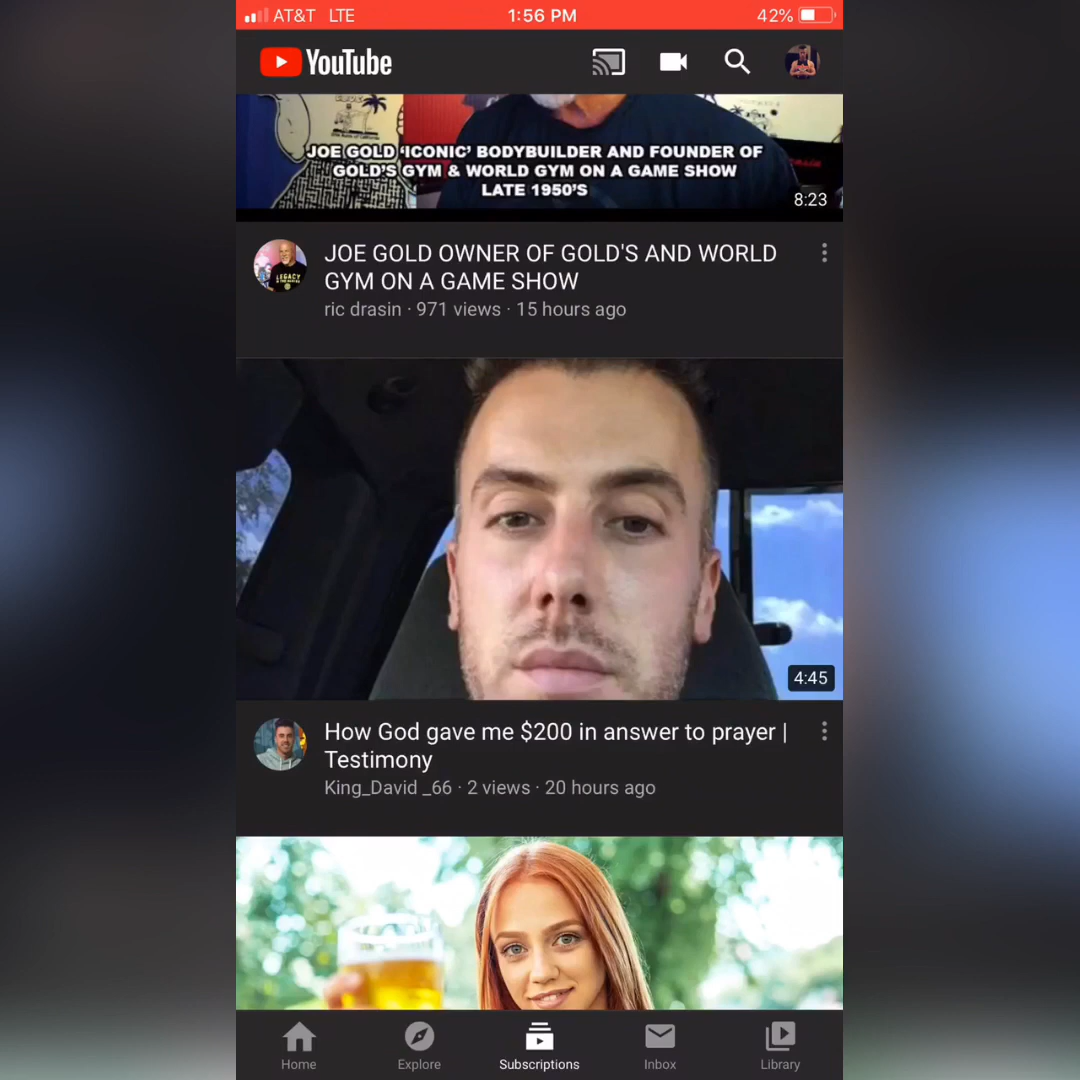 AT&T LTE 1:56 PM 42%
YouTube
JOE GOLD 'ICONIC' BODYBUILDER AND FOUNDER OF
GOLD'S GYM & WORLD GYM ON A GAME SHOW
LATE 1950'S
8:23
LEGACY
JOE GOLD OWNER OF GOLD'S AND WORLD
GYM ON A GAME SHOW
ric drasin · 971 views · 15 hours ago
4:45
How God gave me $200 in answer to prayer |
Testimony
King_David _66 · 2 views · 20 hours ago
Home Explore Subscriptions Inbox Library